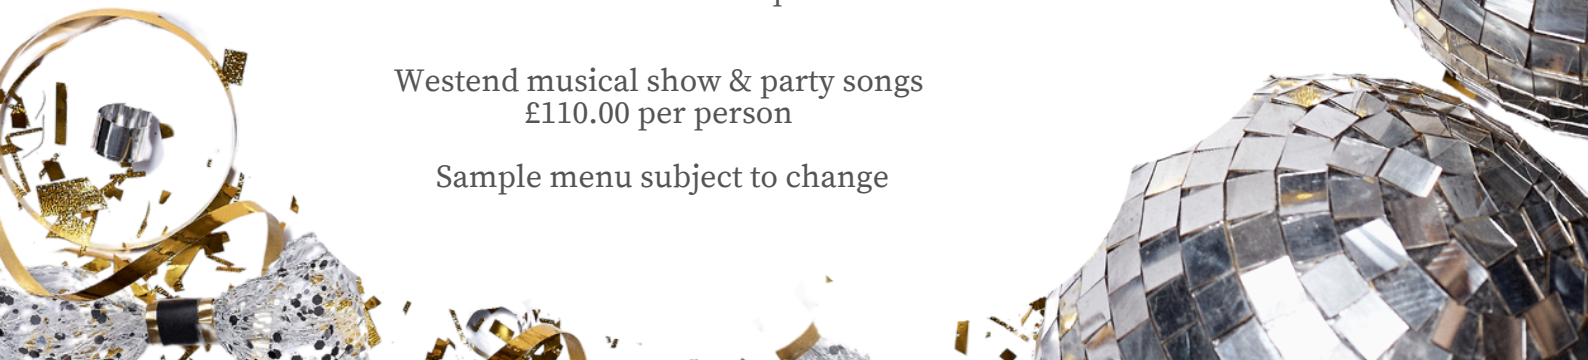 Westend musical show & party songs
£110.00 per person
Sample menu subject to change